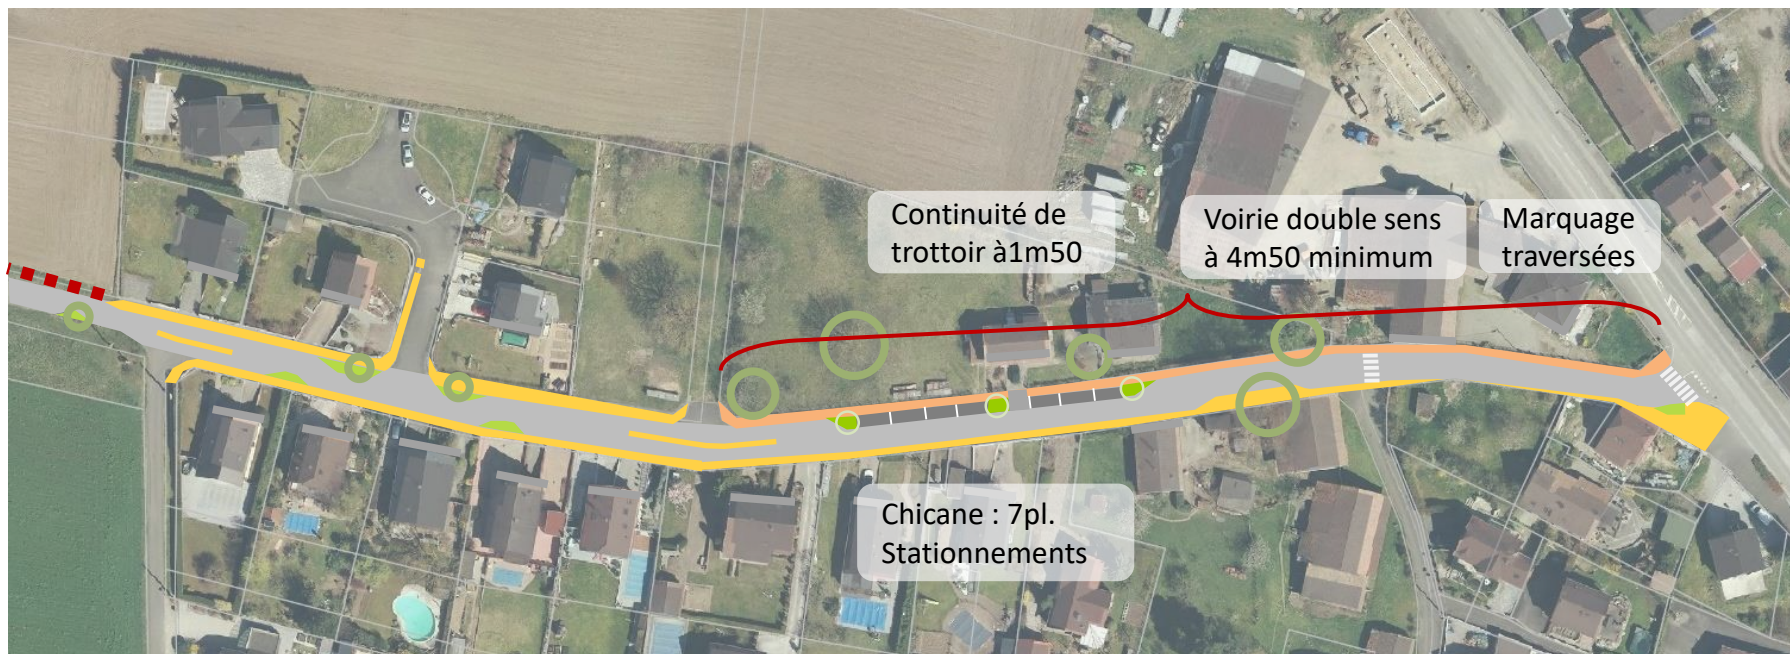 Continuité de
trottoir à1m50
Voirie double sens
à 4m50 minimum
Marquage
traversées
Chicane : 7pl.
Stationnements